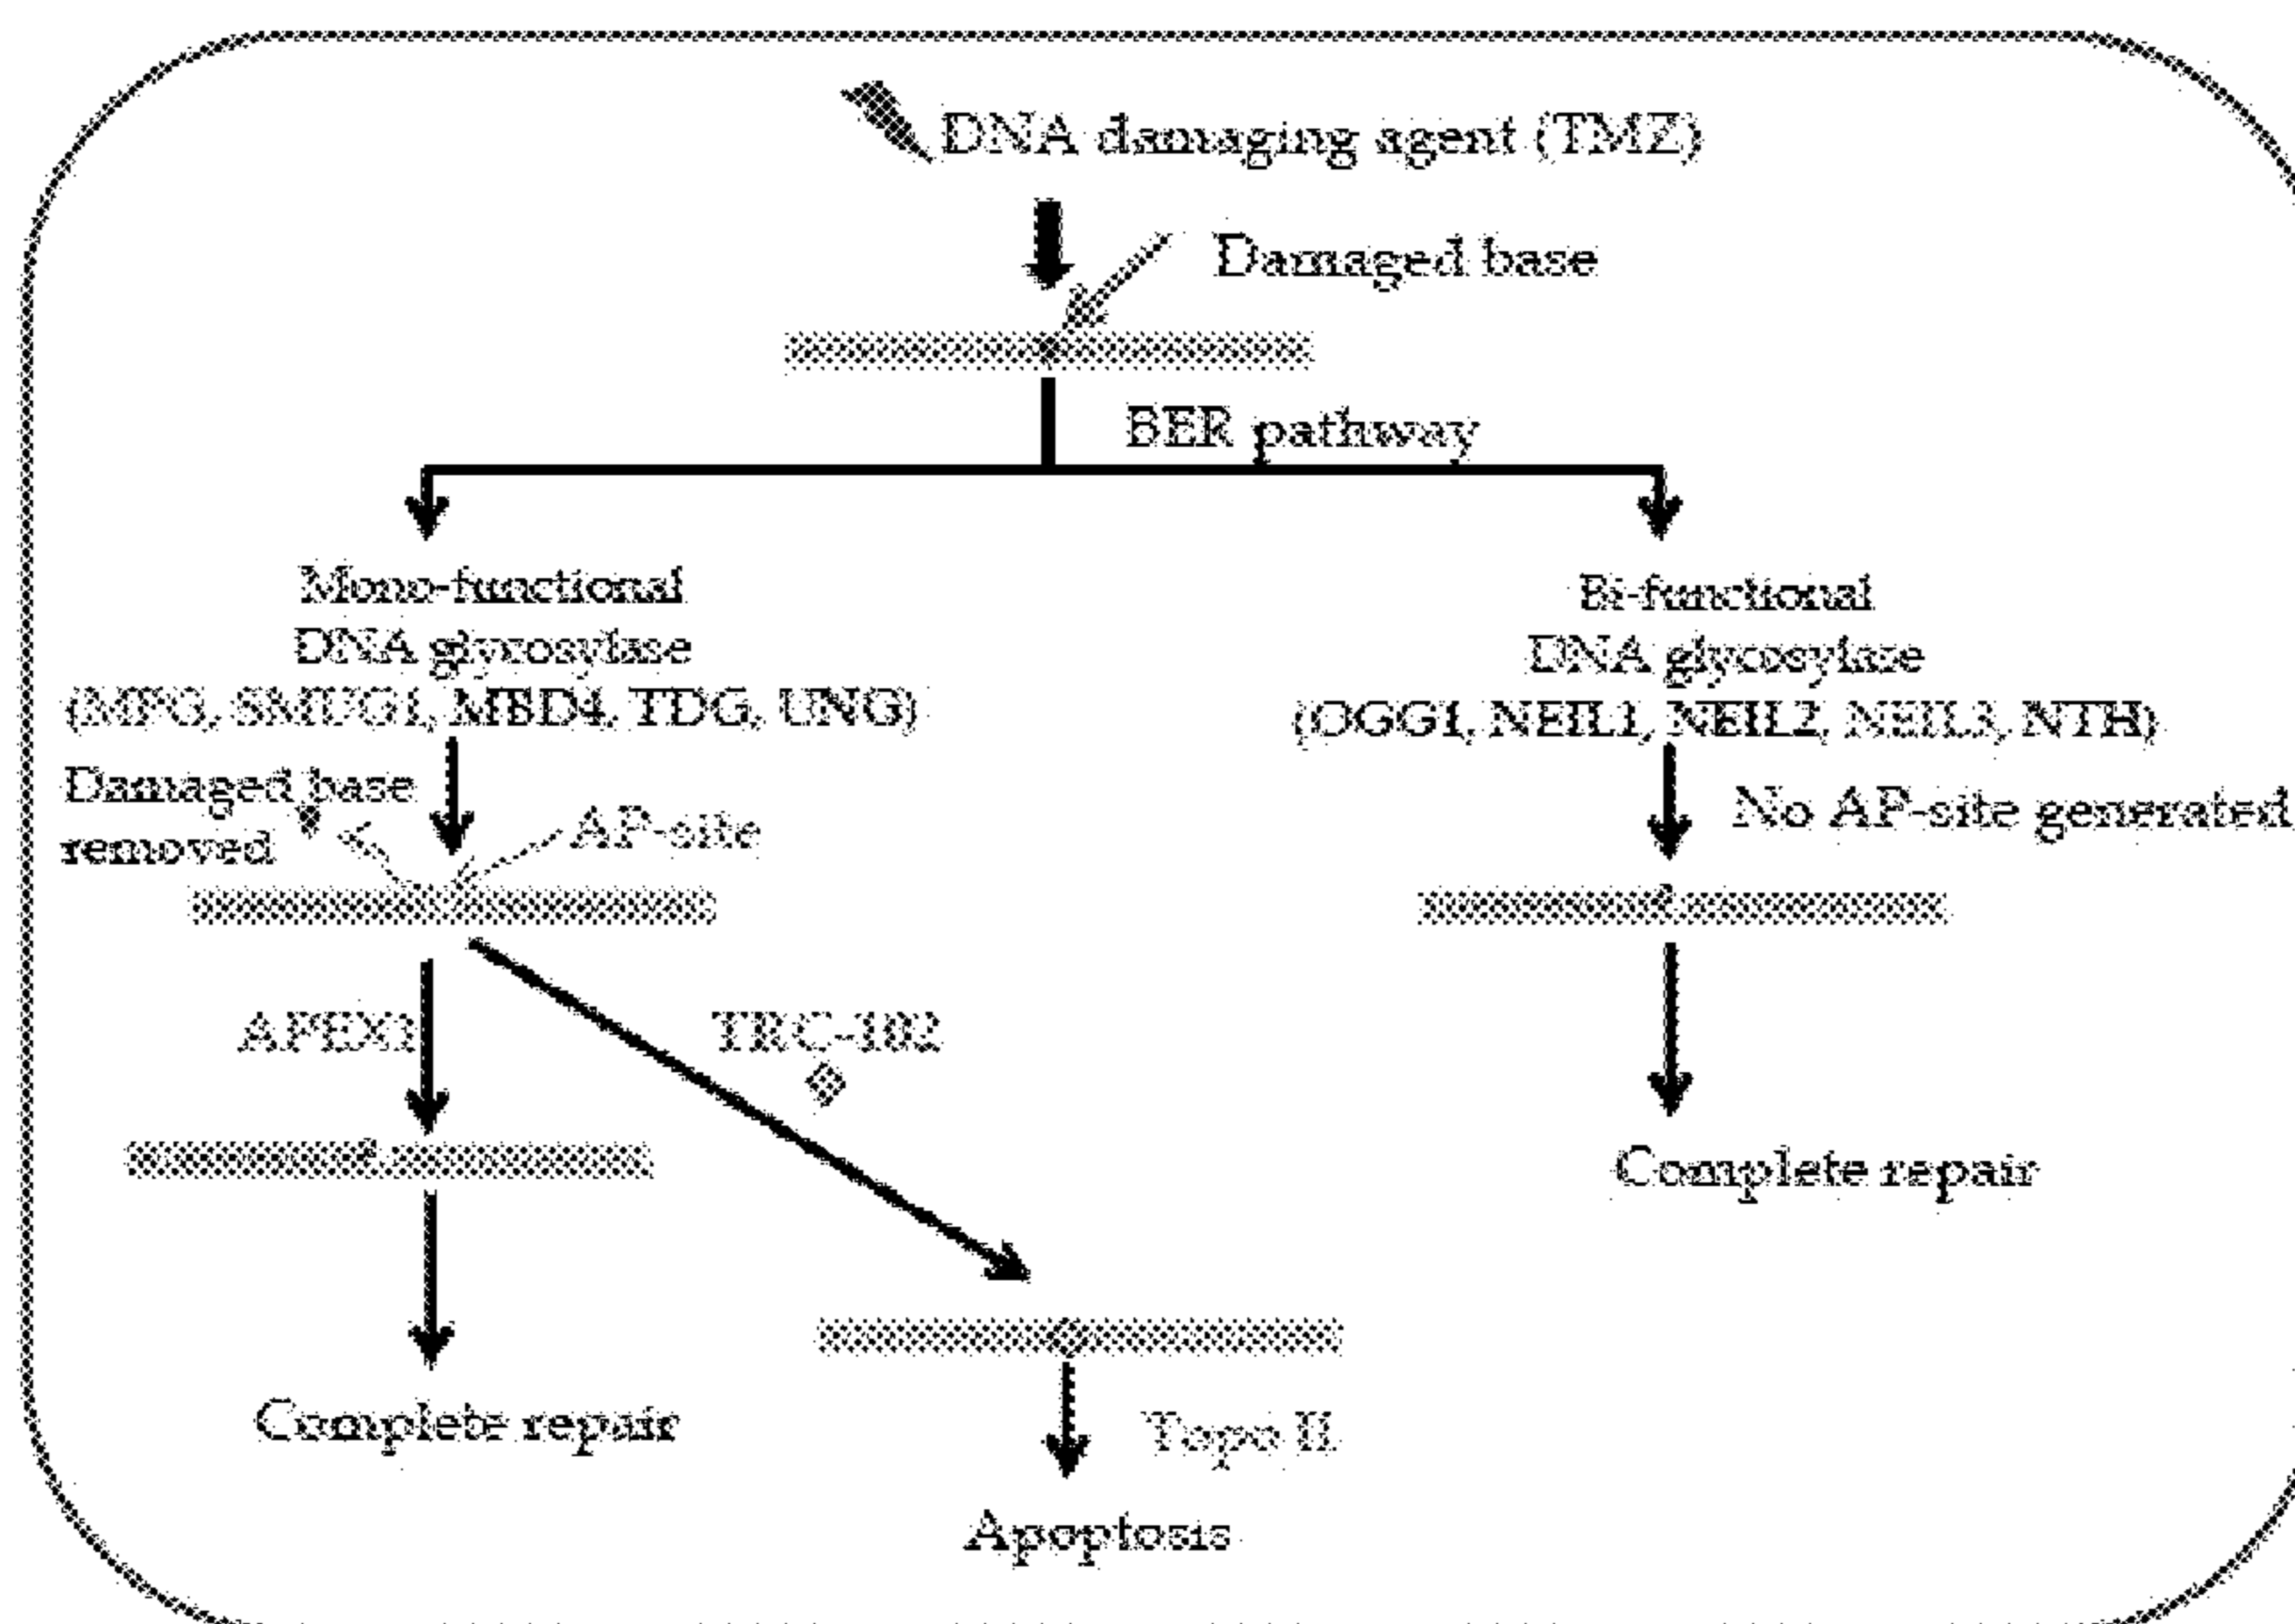 DNA damaging agent (TMZ)
Damaged base
BER pathway
Mono-functional
DNA glycosylase
(MPG, SMUG1, MBD4, TDG, UNG)
Bi-functional
DNA glycosylase
(OGG1, NEIL1, NEIL2, NEIL3, NTH)
Damaged base
removed
AP-site
No AP-site generated
APEX1
TRC-102
Complete repair
Complete repair
Topo II
Apoptosis